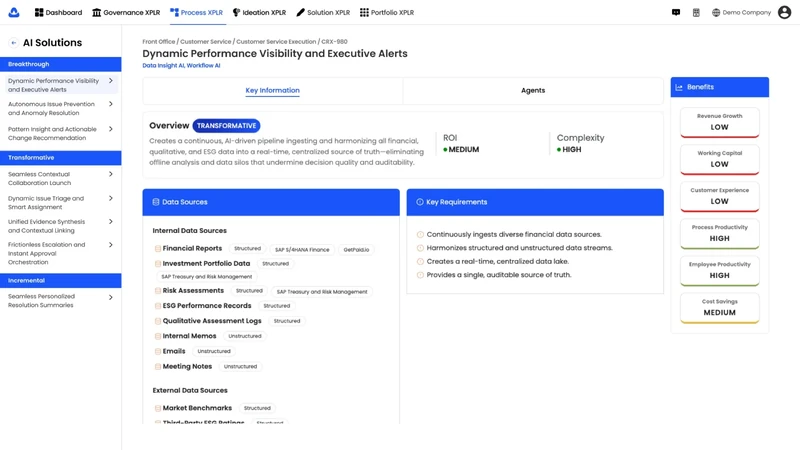 Dashboard Governance XPLR Process XPLR Ideation XPLR Solution XPLR Portfolio XPLR Demo Company
AI Solutions
Breakthrough
Dynamic Performance Visibility
and Executive Alerts
Autonomous Issue Prevention
and Anomaly Resolution
Pattern Insight and Actionable
Change Recommendation
Transformative
Seamless Contextual
Collaboration Launch
Dynamic Issue Triage and
Smart Assignment
Unified Evidence Synthesis
and Contextual Linking
Frictionless Escalation and
Instant Approval
Orchestration
Incremental
Seamless Personalized
Resolution Summaries
Front Office / Customer Service / Customer Service Execution / CRX-980
Dynamic Performance Visibility and Executive Alerts
Data Insight AI, Workflow AI
Key Information Agents
Overview TRANSFORMATIVE
Creates a continuous, AI-driven pipeline ingesting and harmonizing all financial,
qualitative, and ESG data into a real-time, centralized source of truth—eliminating
offline analysis and data silos that undermine decision quality and auditability.
ROI
MEDIUM
Complexity
HIGH
Data Sources
Internal Data Sources
Financial Reports Structured SAP S/4HANA Finance GetPaid.io
Investment Portfolio Data Structured
SAP Treasury and Risk Management
Risk Assessments Structured SAP Treasury and Risk Management
ESG Performance Records Structured
Qualitative Assessment Logs Structured
Internal Memos Unstructured
Emails Unstructured
Meeting Notes Unstructured
External Data Sources
Market Benchmarks Structured
Third-Party ESG Ratings Structured
Key Requirements
Continuously ingests diverse financial data sources.
Harmonizes structured and unstructured data streams.
Creates a real-time, centralized data lake.
Provides a single, auditable source of truth.
Benefits
Revenue Growth
LOW
Working Capital
LOW
Customer Experience
LOW
Process Productivity
HIGH
Employee Productivity
HIGH
Cost Savings
MEDIUM